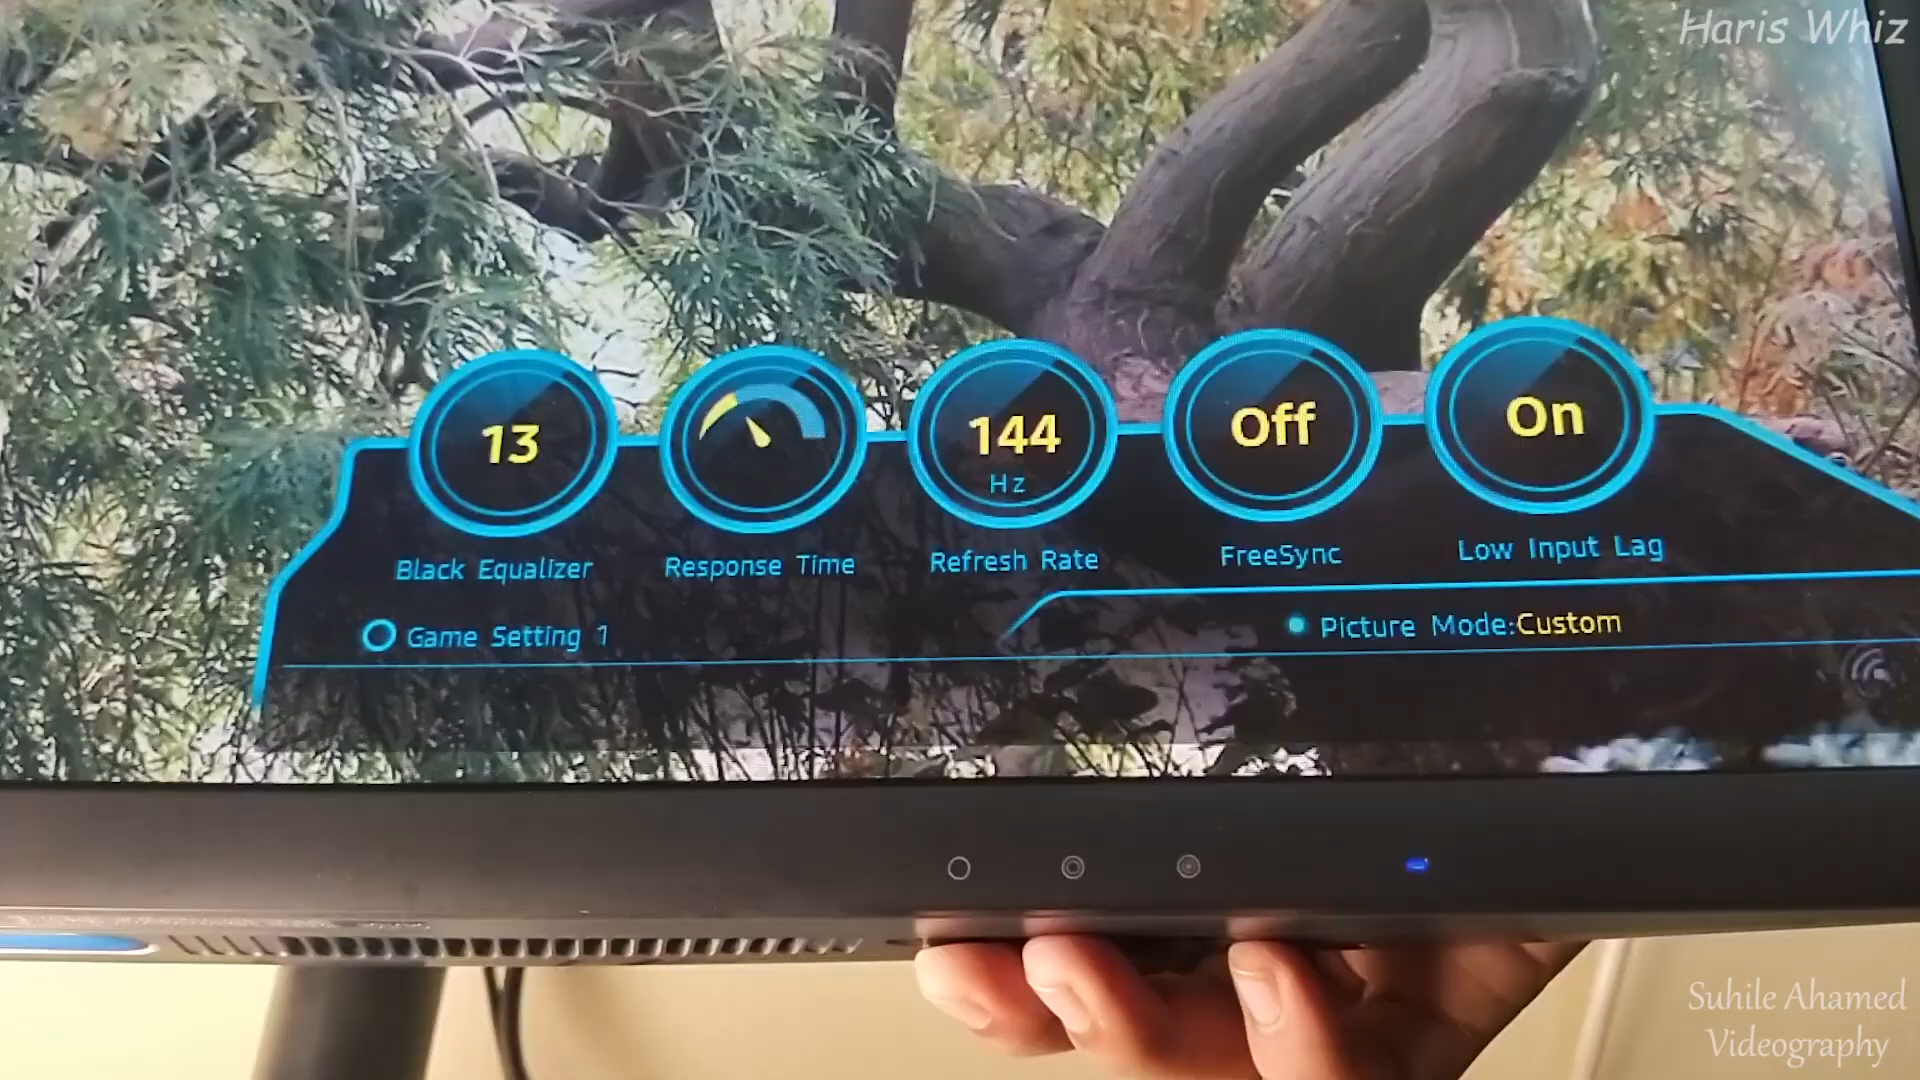 Haris Whiz
13
144
Hz
Off
On
Black Equalizer
Response Time
Refresh Rate
FreeSync
Low Input Lag
Game Setting 1
Picture Mode:Custom
Suhile Ahamed
Videography